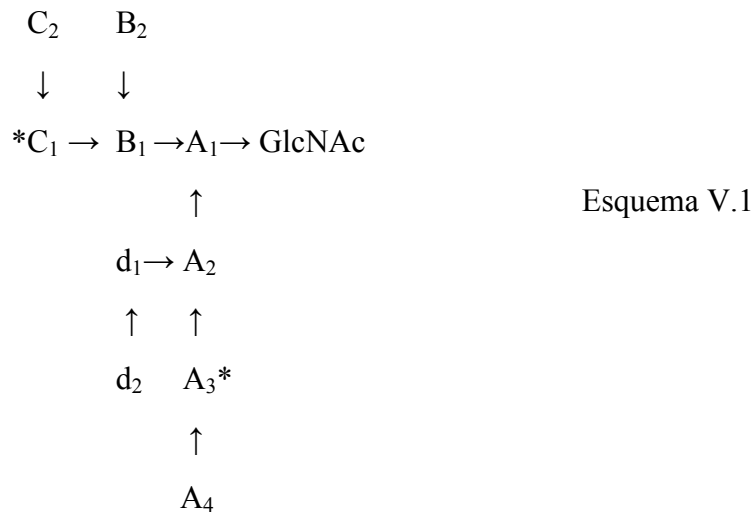 C₂ B₂
↓ ↓
*C₁ → B₁ →A₁→ GlcNAc
↑ Esquema V.1
d₁→ A₂
↑ ↑
d₂ A₃*
↑
A₄